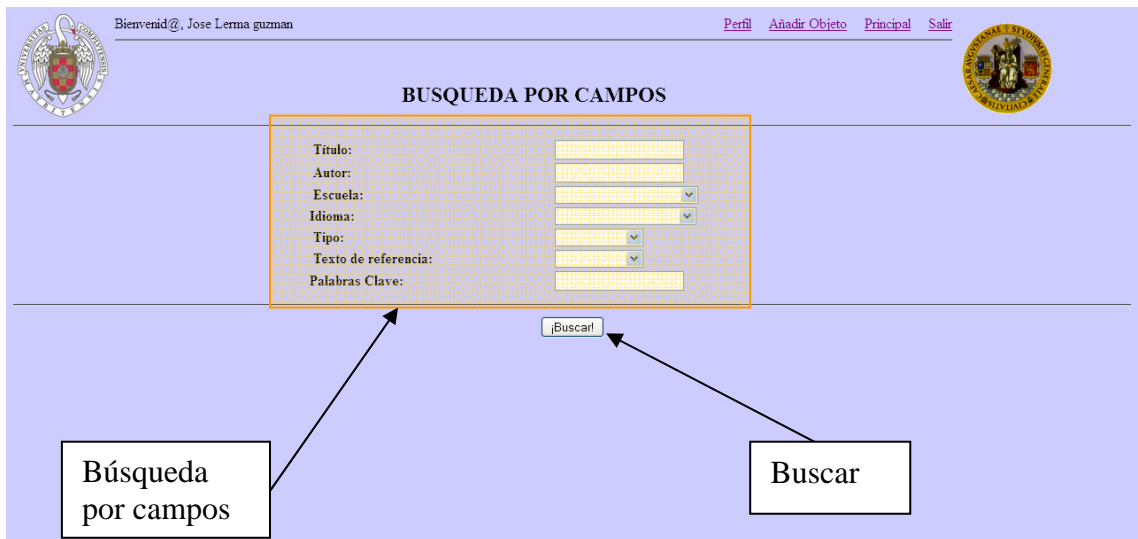 Bienvenid@, Jose Lerma guzman
Perfil Añadir Objeto Principal Salir
BUSQUEDA POR CAMPOS
Título:
Autor:
Escuela:
Idioma:
Tipo:
Texto de referencia:
Palabras Clave:
¡Buscar!
Búsqueda
por campos
Buscar